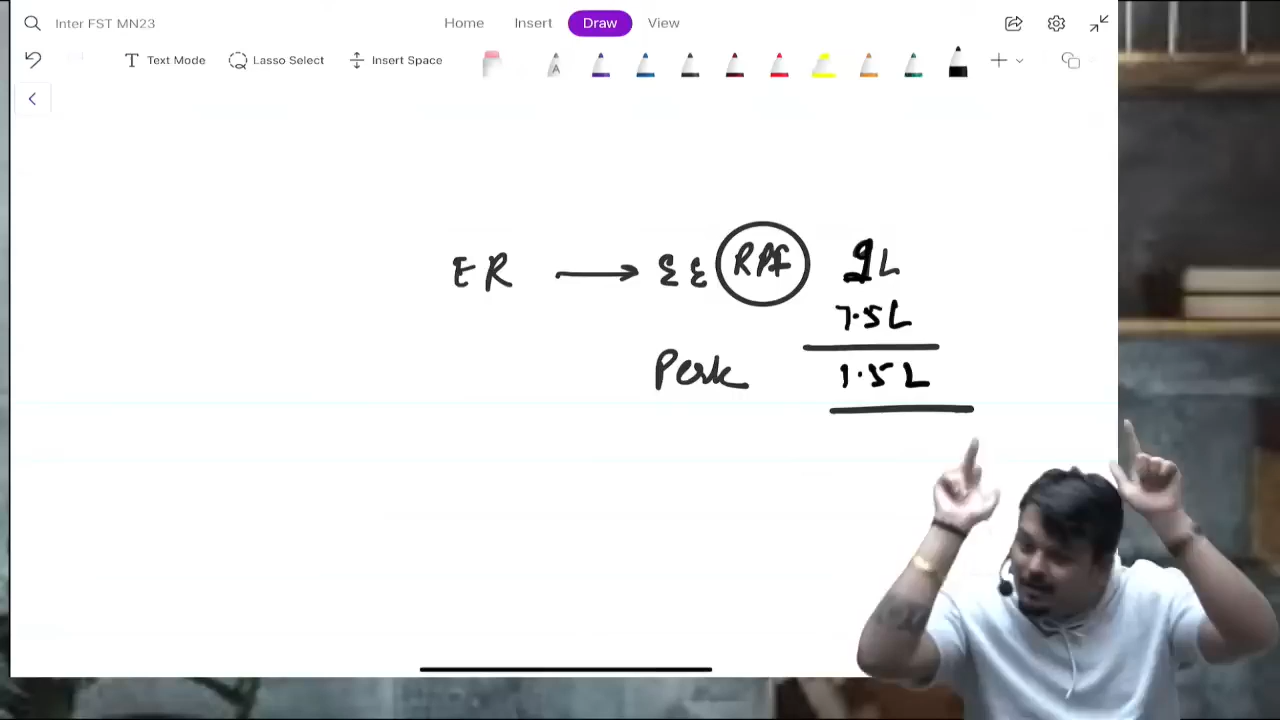 Inter FST MN23
Home Insert Draw View
Text Mode Lasso Select Insert Space
A
ER → EE RPF 9L
7.5L
Perk 1.5L